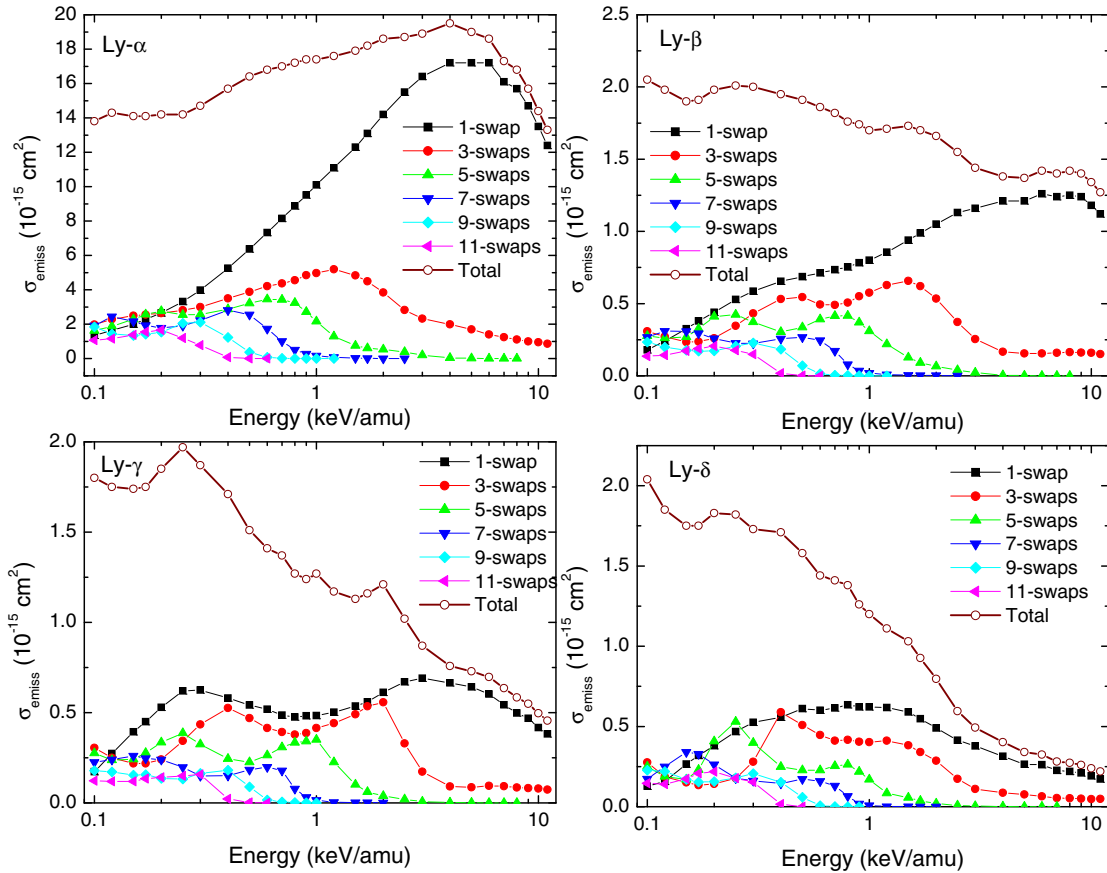 Ly-α
20
18
16
14
12
10
8
6
4
2
0
σemiss (10-15 cm2)
1-swap
3-swaps
5-swaps
7-swaps
9-swaps
11-swaps
Total
0.1
1
10
Energy (keV/amu)
Ly-β
2.5
2.0
1.5
1.0
0.5
0.0
σemiss (10-15 cm2)
1-swap
3-swaps
5-swaps
7-swaps
9-swaps
11-swaps
Total
0.1
1
10
Energy (keV/amu)
Ly-γ
2.0
1.5
1.0
0.5
0.0
σemiss (10-15 cm2)
1-swap
3-swaps
5-swaps
7-swaps
9-swaps
11-swaps
Total
0.1
1
10
Energy (keV/amu)
Ly-δ
2.0
1.5
1.0
0.5
0.0
σemiss (10-15 cm2)
1-swap
3-swaps
5-swaps
7-swaps
9-swaps
11-swaps
Total
0.1
1
10
Energy (keV/amu)